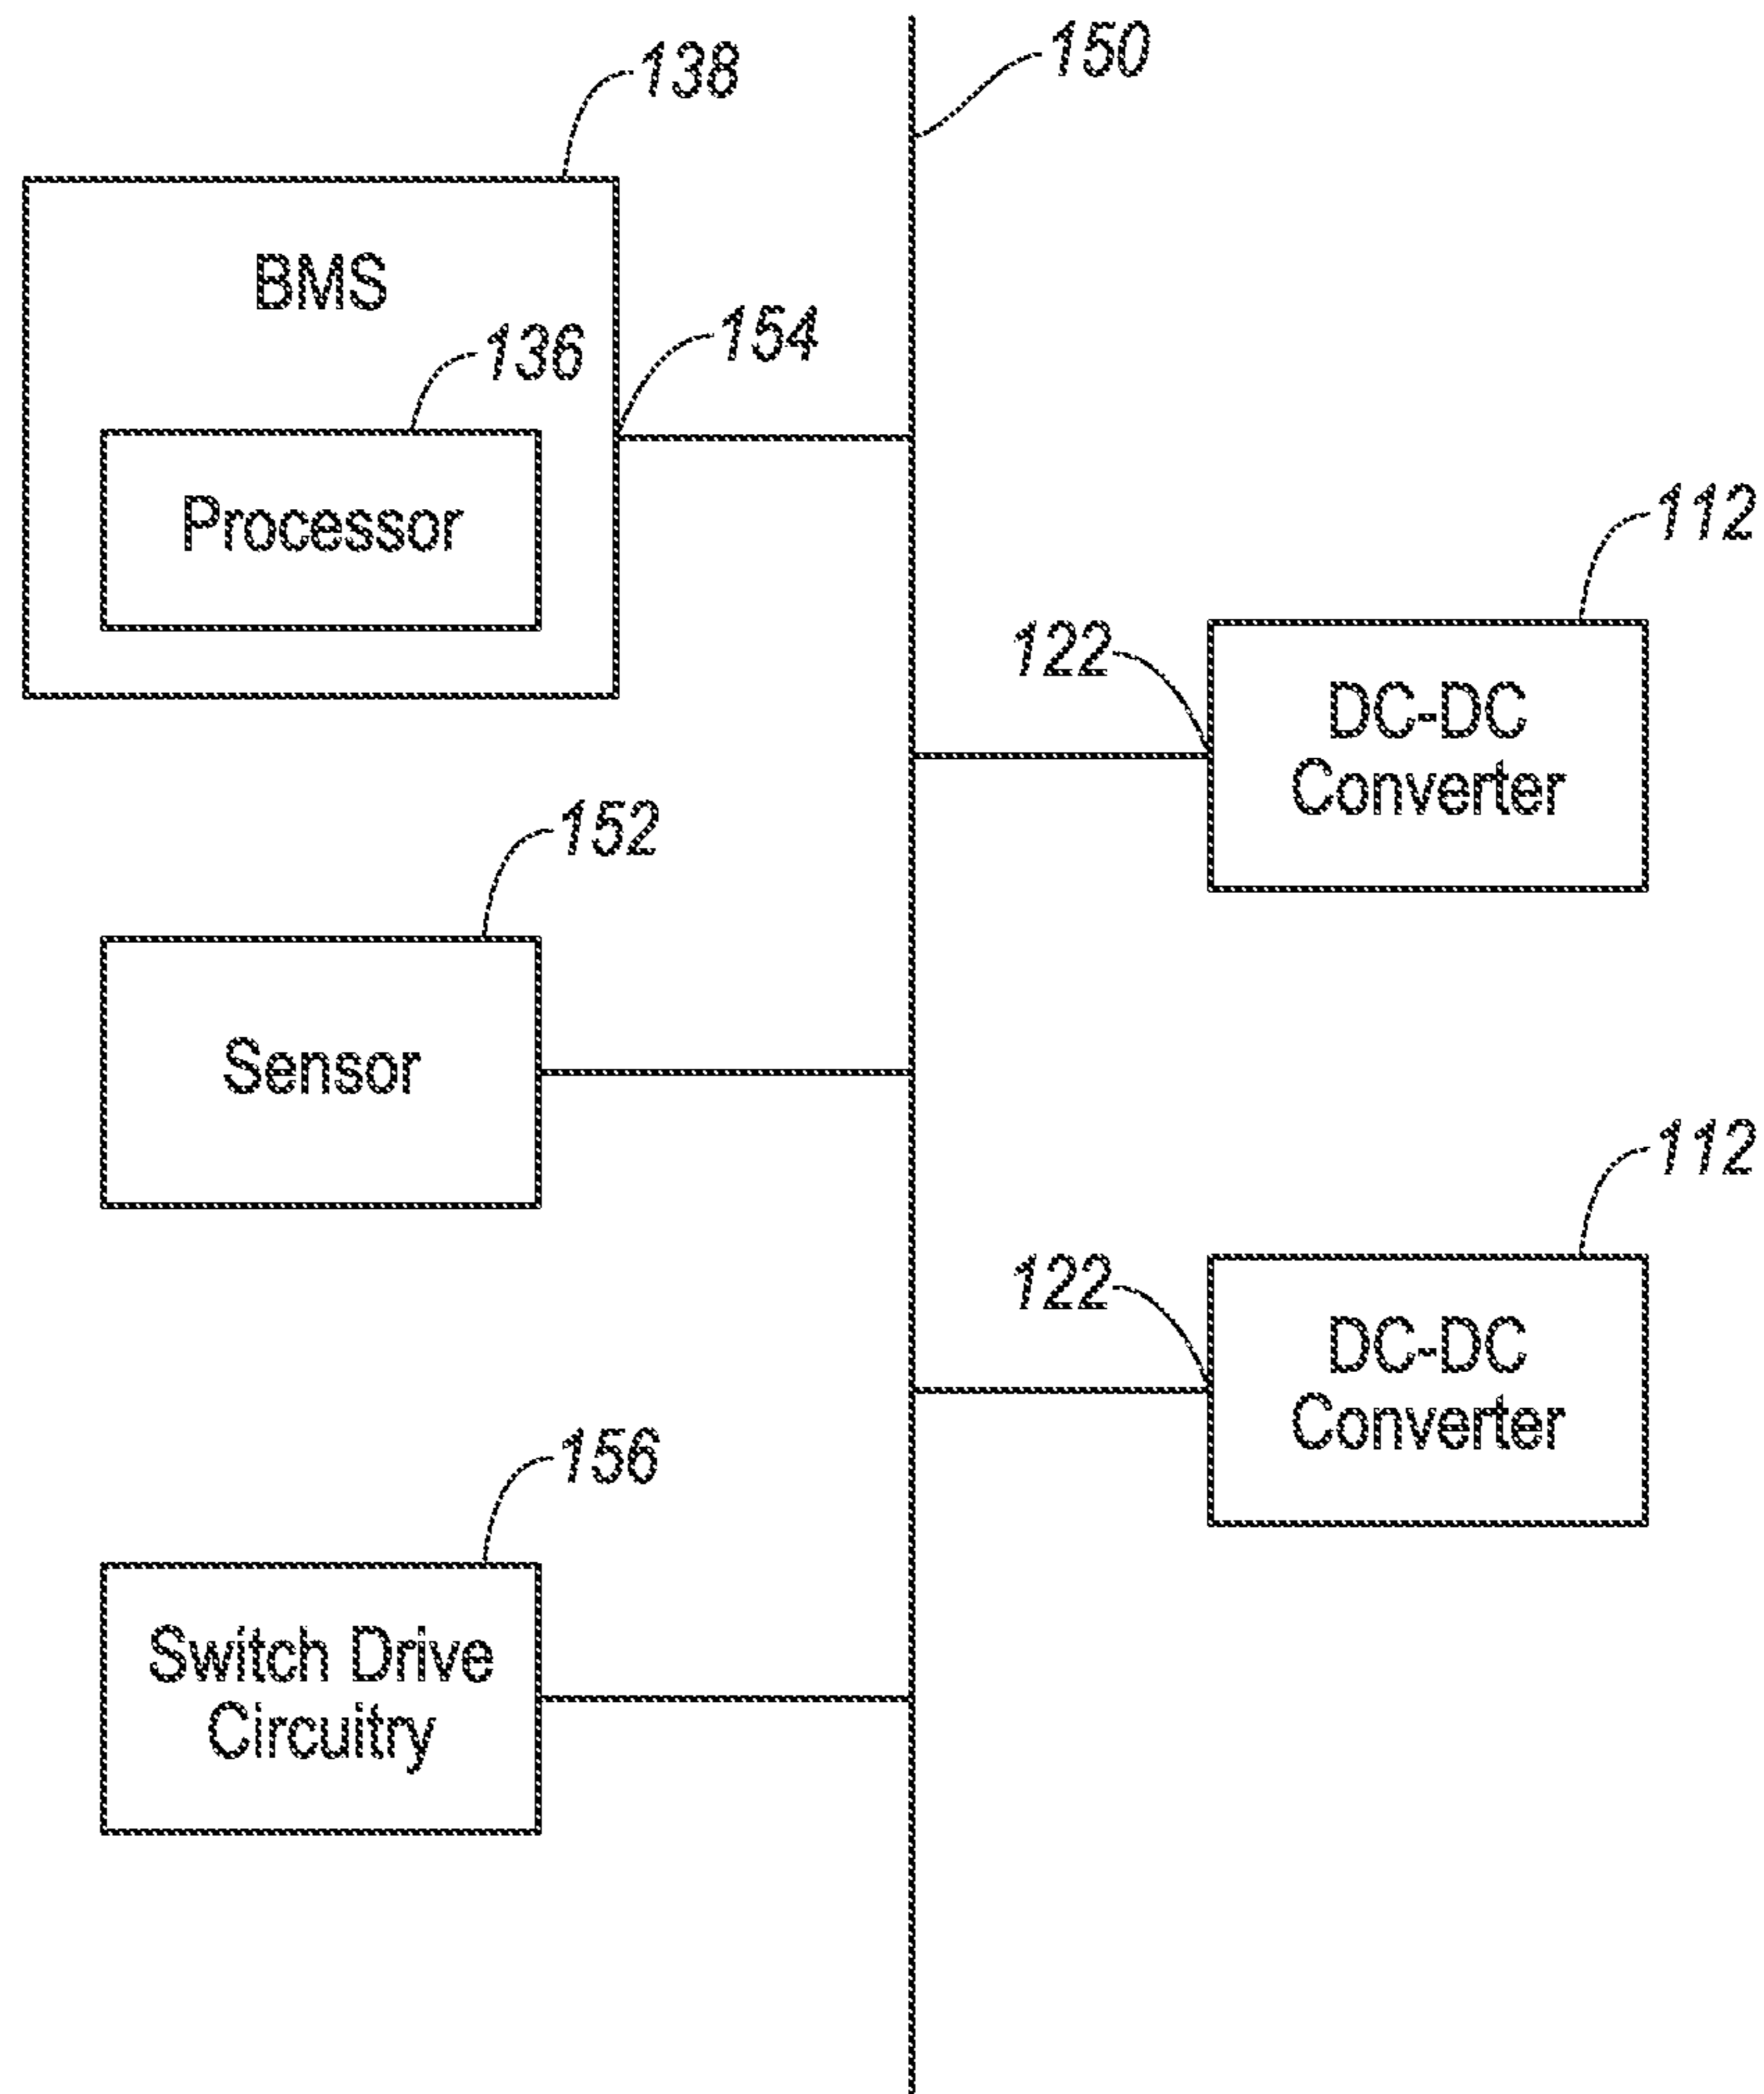 150
138
BMS
154
136
Processor
112
122
DC-DC
Converter
152
Sensor
112
122
DC-DC
Converter
156
Switch Drive
Circuitry